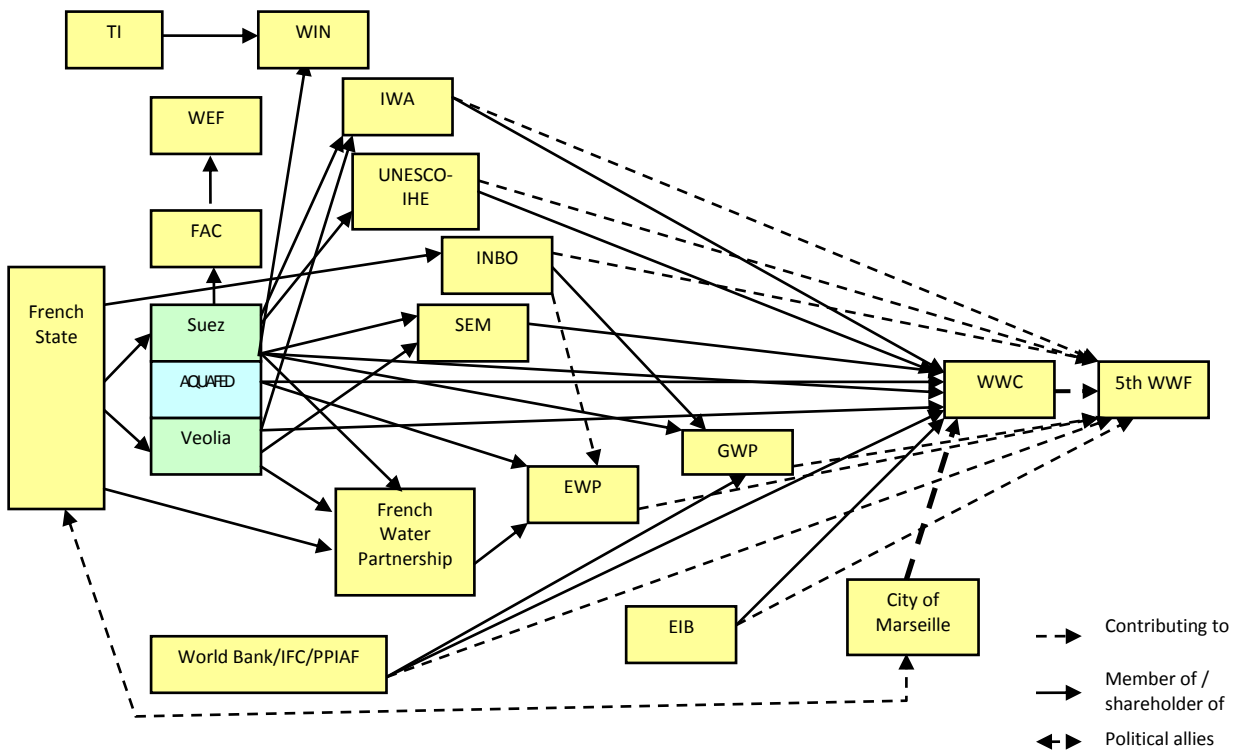 TI
WIN
WEF
IWA
UNESCO-
IHE
FAC
INBO
French
State
Suez
SEM
AQUAFED
Veolia
WWC
5th WWF
GWP
EWP
French
Water
Partnership
City of
Marseille
EIB
World Bank/IFC/PPIAF
Contributing to
Member of /
shareholder of
Political allies